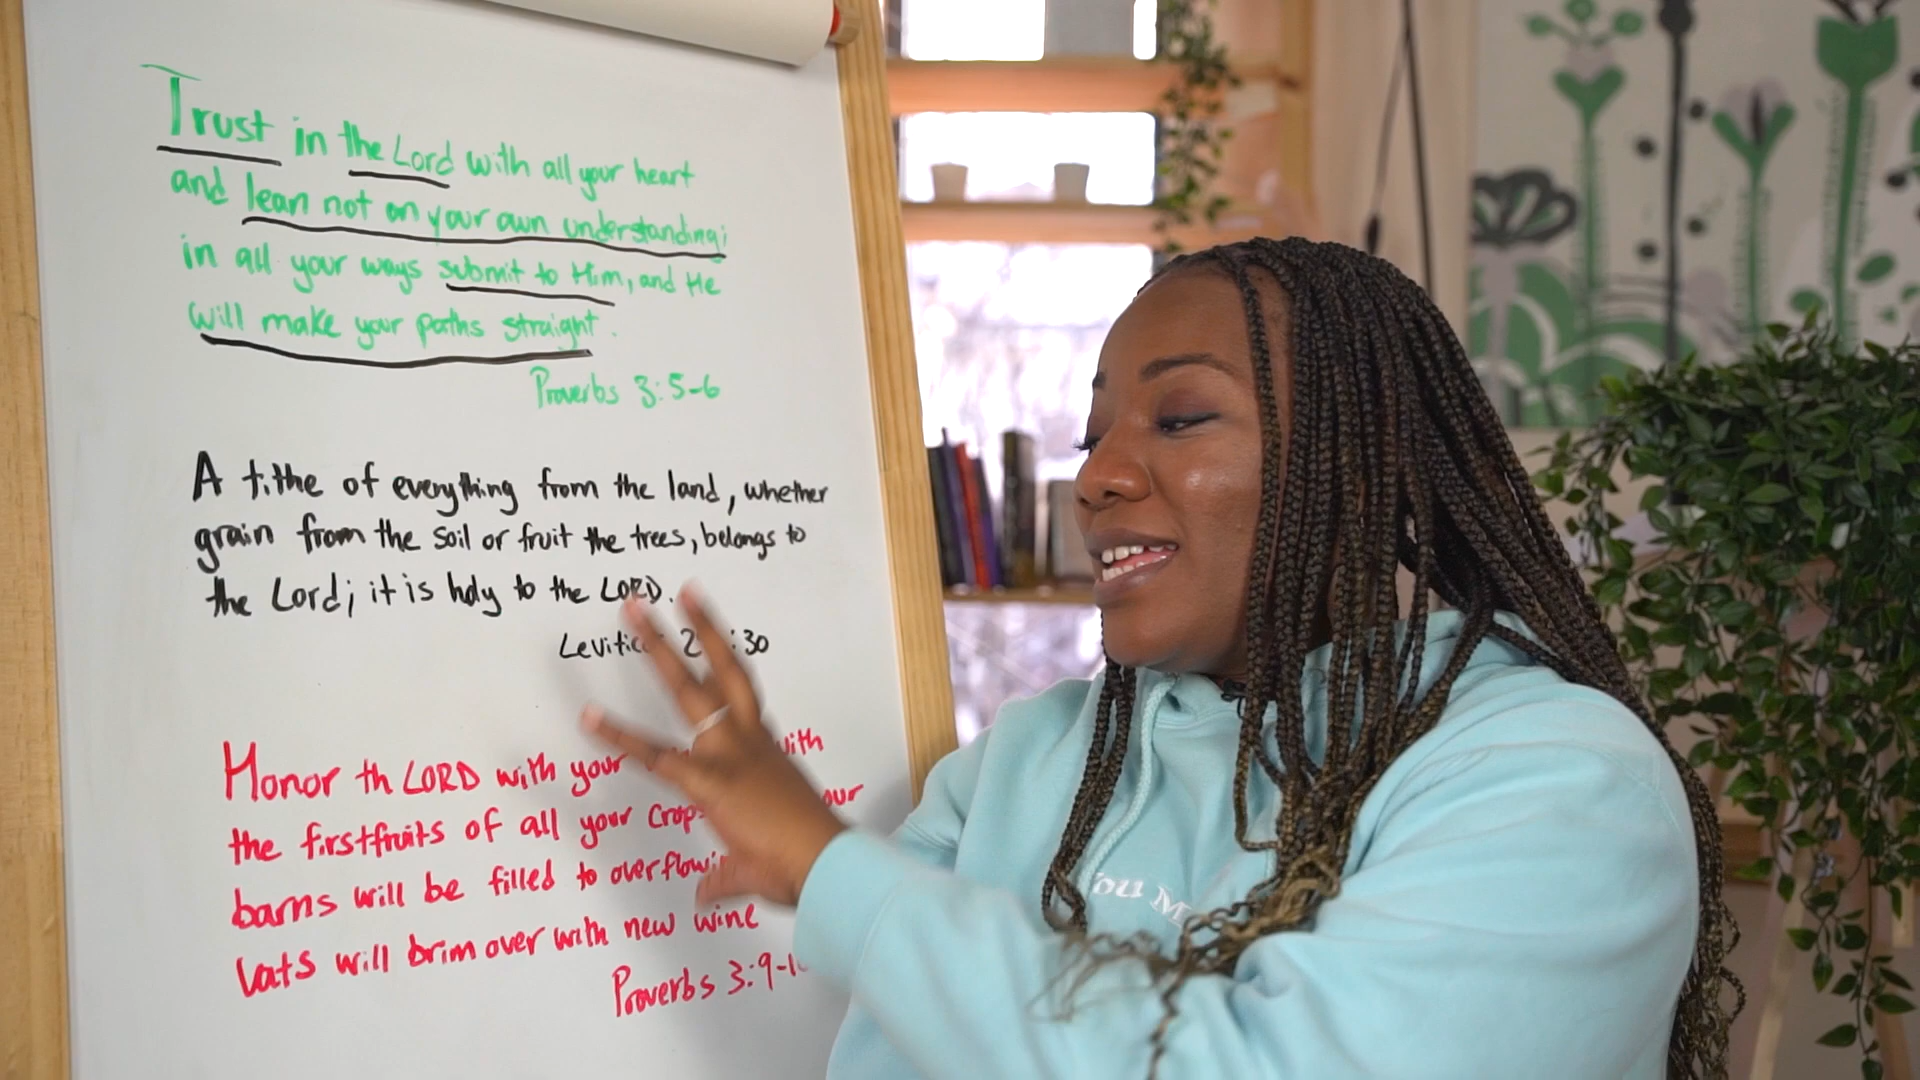 Trust in the Lord with all your heart
and lean not on your own understanding;
in all your ways submit to Him, and He
will make your paths straight.
Proverbs 3:5-6
A tithe of everything from the land, whether
grain from the soil or fruit the trees, belongs to
the Lord; it is holy to the LORD.
:30
Honor th LORD with your with
the firstfruits of all your crops
barns will be filled to
vats will brim over with new wine
Proverbs
You